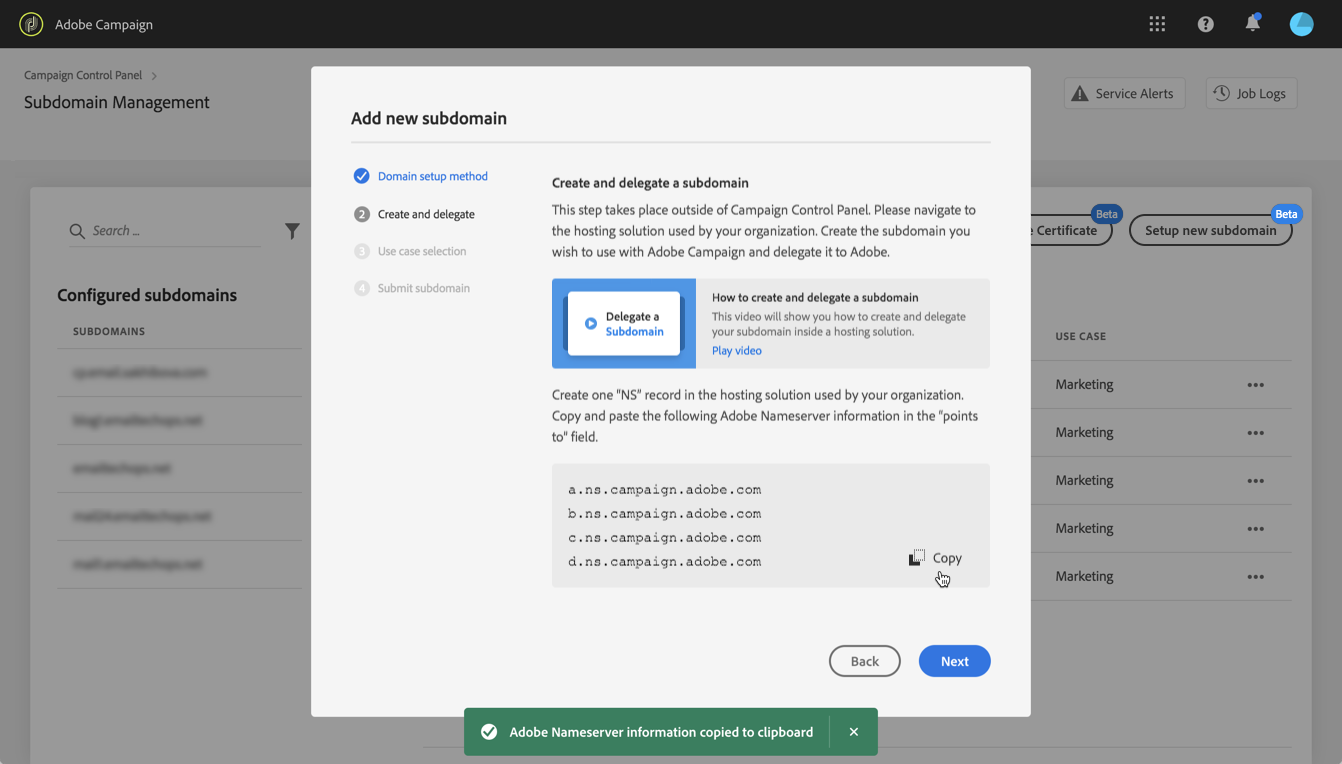 Adobe Campaign
Campaign Control Panel
Subdomain Management
Service Alerts
Job Logs
Search ...
Configured subdomains
SUBDOMAINS
Add new subdomain
Domain setup method
2 Create and delegate
3 Use case selection
4 Submit subdomain
Create and delegate a subdomain
This step takes place outside of Campaign Control Panel. Please navigate to
the hosting solution used by your organization. Create the subdomain you
wish to use with Adobe Campaign and delegate it to Adobe.
Delegate a
Subdomain
How to create and delegate a subdomain
This video will show you how to create and delegate
your subdomain inside a hosting solution.
Play video
Create one "NS" record in the hosting solution used by your organization.
Copy and paste the following Adobe Nameserver information in the "points
to" field.
a.ns.campaign.adobe.com
b.ns.campaign.adobe.com
c.ns.campaign.adobe.com
d.ns.campaign.adobe.com
Copy
Back
Next
Beta
e Certificate
Beta
Setup new subdomain
USE CASE
Marketing
Marketing
Marketing
Marketing
Marketing
Adobe Nameserver information copied to clipboard